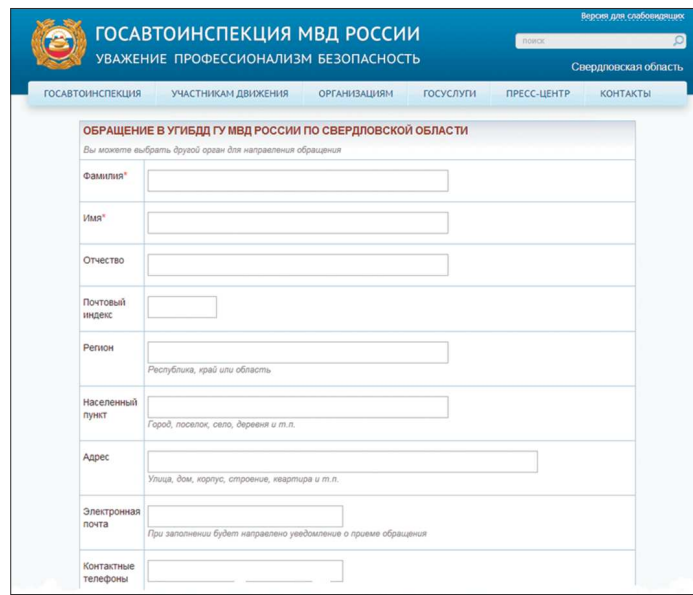 Версия для слабовидящих
ГОСАВТОИНСПЕКЦИЯ МВД РОССИИ
поиск
УВАЖЕНИЕ ПРОФЕССИОНАЛИЗМ БЕЗОПАСНОСТЬ
Свердловская область
ГОСАВТОИНСПЕКЦИЯ УЧАСТНИКАМ ДВИЖЕНИЯ ОРГАНИЗАЦИЯМ ГОСУСЛУГИ ПРЕСС-ЦЕНТР КОНТАКТЫ
ОБРАЩЕНИЕ В УГИБДД ГУ МВД РОССИИ ПО СВЕРДЛОВСКОЙ ОБЛАСТИ
Вы можете выбрать другой орган для направления обращения
Фамилия*
Имя*
Отчество
Почтовый
индекс
Регион
Республика, край или область
Населенный
пункт
Город, поселок, село, деревня и т.п.
Адрес
Улица, дом, корпус, строение, квартира и т.п.
Электронная
почта
При заполнении будет направлено уведомление о приеме обращения
Контактные
телефоны